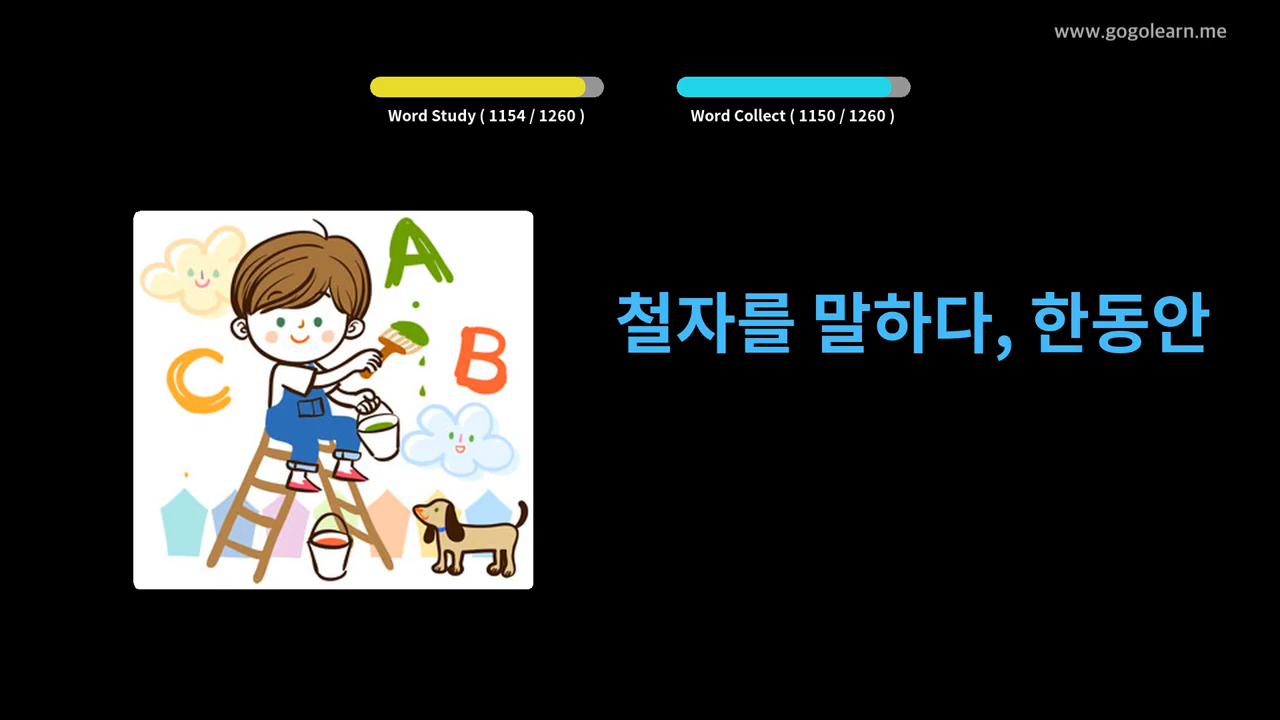 www.gogolearn.me
Word Study ( 1154 / 1260 )
Word Collect ( 1150 / 1260 )
A
B
C
철자를 말하다, 한동안